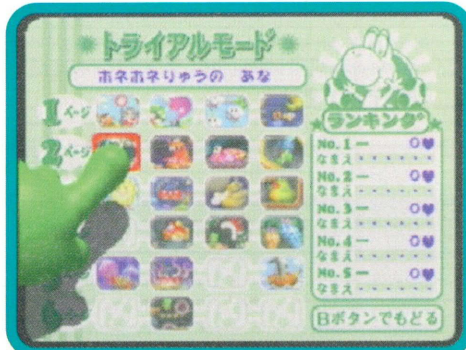 トライアルモード
ホネホネりゅうの あな
1ページ
2ページ
ランキング
No.1ー 0♥
なまえ・・・・・・
No.2ー 0♥
なまえ・・・・・・
No.3ー 0♥
なまえ・・・・・・
No.4ー 0♥
なまえ・・・・・・
No.5ー 0♥
なまえ・・・・・・
Bボタンでもどる